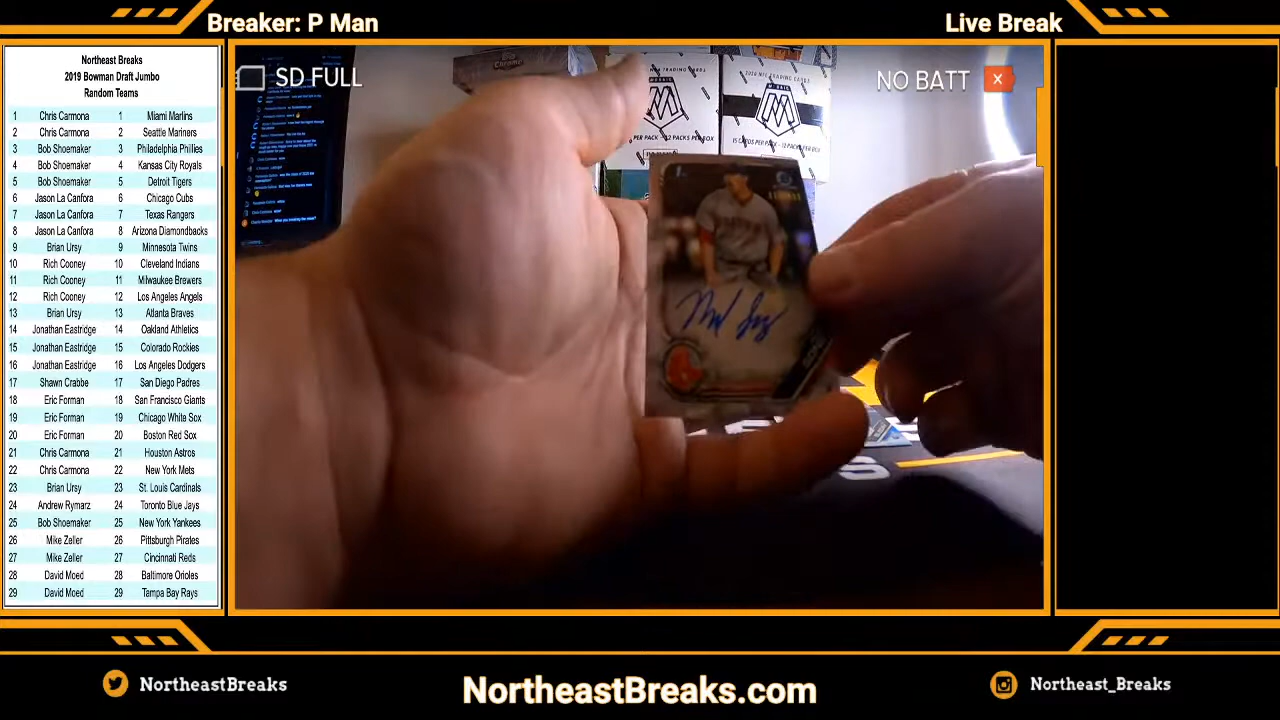 Breaker: P Man
Live Break
Northeast Breaks
2019 Bowman Draft Jumbo
Random Teams
1 Chris Carmona 1 Miami Marlins
2 Chris Carmona 2 Seattle Mariners
3 Bob Shoemaker 3 Philadelphia Phillies
4 Bob Shoemaker 4 Kansas City Royals
5 Bob Shoemaker 5 Detroit Tigers
6 Jason La Canfora 6 Chicago Cubs
7 Jason La Canfora 7 Texas Rangers
8 Jason La Canfora 8 Arizona Diamondbacks
9 Brian Ursy 9 Minnesota Twins
10 Rich Cooney 10 Cleveland Indians
11 Rich Cooney 11 Milwaukee Brewers
12 Rich Cooney 12 Los Angeles Angels
13 Brian Ursy 13 Atlanta Braves
14 Jonathan Eastridge 14 Oakland Athletics
15 Jonathan Eastridge 15 Colorado Rockies
16 Jonathan Eastridge 16 Los Angeles Dodgers
17 Shawn Crabbe 17 San Diego Padres
18 Eric Forman 18 San Francisco Giants
19 Eric Forman 19 Chicago White Sox
20 Eric Forman 20 Boston Red Sox
21 Chris Carmona 21 Houston Astros
22 Chris Carmona 22 New York Mets
23 Brian Ursy 23 St. Louis Cardinals
24 Andrew Rymarz 24 Toronto Blue Jays
25 Bob Shoemaker 25 New York Yankees
26 Mike Zeller 26 Pittsburgh Pirates
27 Mike Zeller 27 Cincinnati Reds
28 David Moed 28 Baltimore Orioles
29 David Moed 29 Tampa Bay Rays
SD FULL
NO BATT
NortheastBreaks
NortheastBreaks.com
Northeast_Breaks